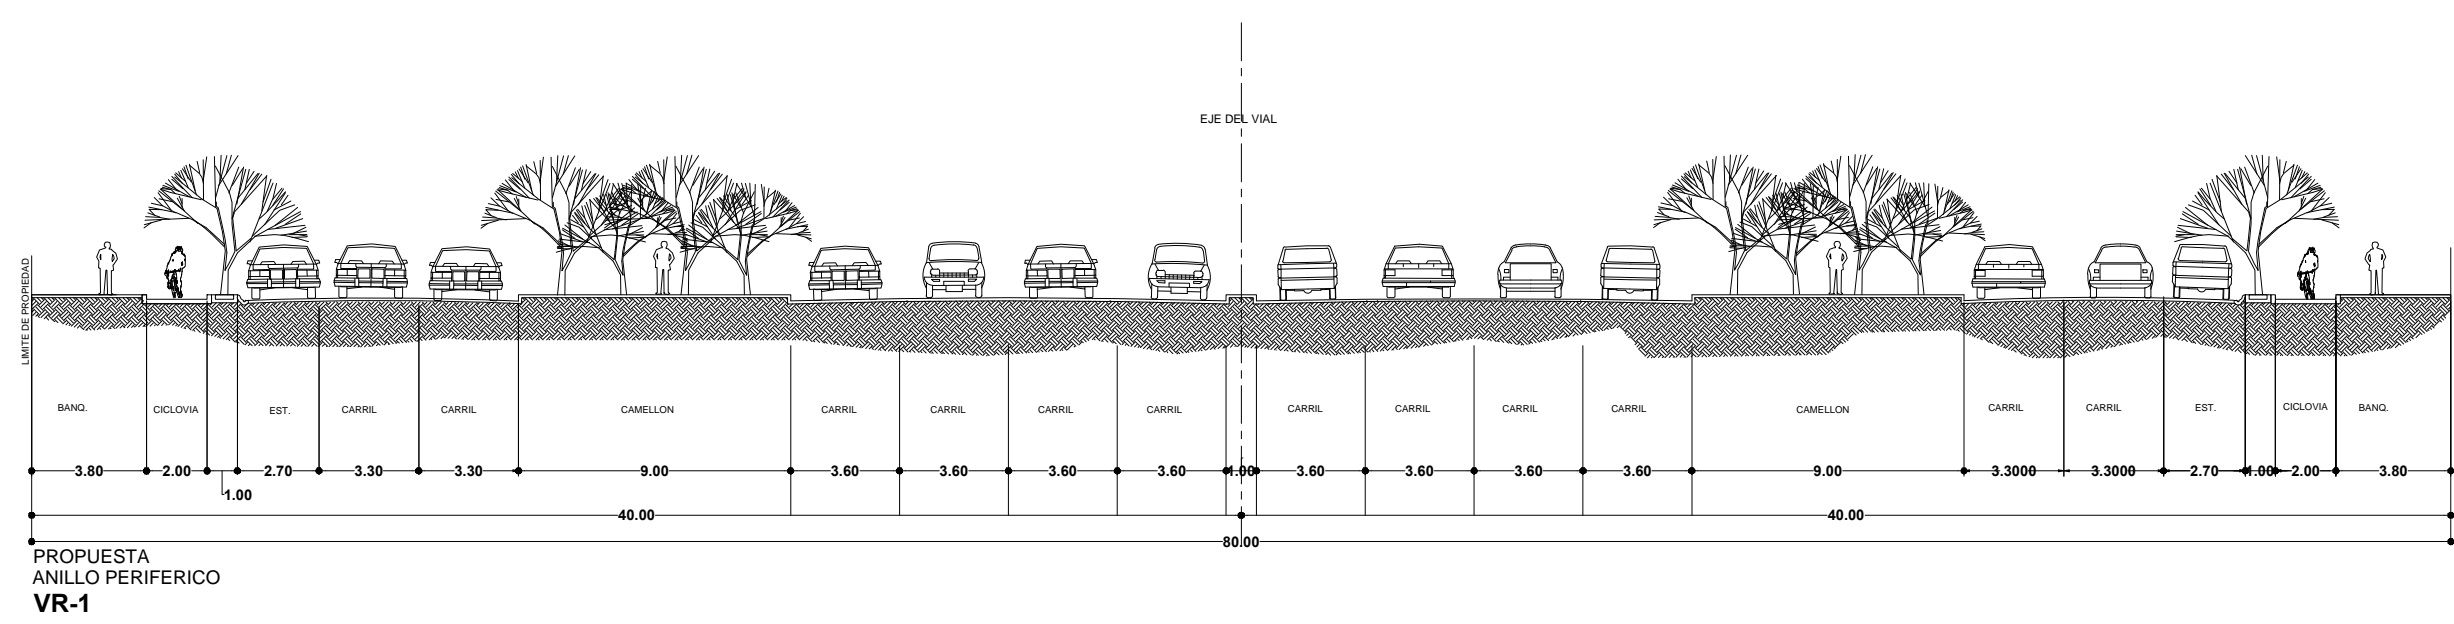 EJE DEL VIAL
LIMITE DE PROPIEDAD
BANQ. CICLOVIA EST. CARRIL CARRIL CAMELLON CARRIL CARRIL CARRIL CARRIL CARRIL CARRIL CARRIL CARRIL CAMELLON CARRIL CARRIL EST. CICLOVIA BANQ.
3.80 2.00 2.70 3.30 3.30 9.00 3.60 3.60 3.60 3.60 1.00 3.60 3.60 3.60 3.60 9.00 3.3000 3.3000 2.70 1.00 2.00 3.80
1.00
40.00 40.00
80.00
PROPUESTA
ANILLO PERIFERICO
VR-1